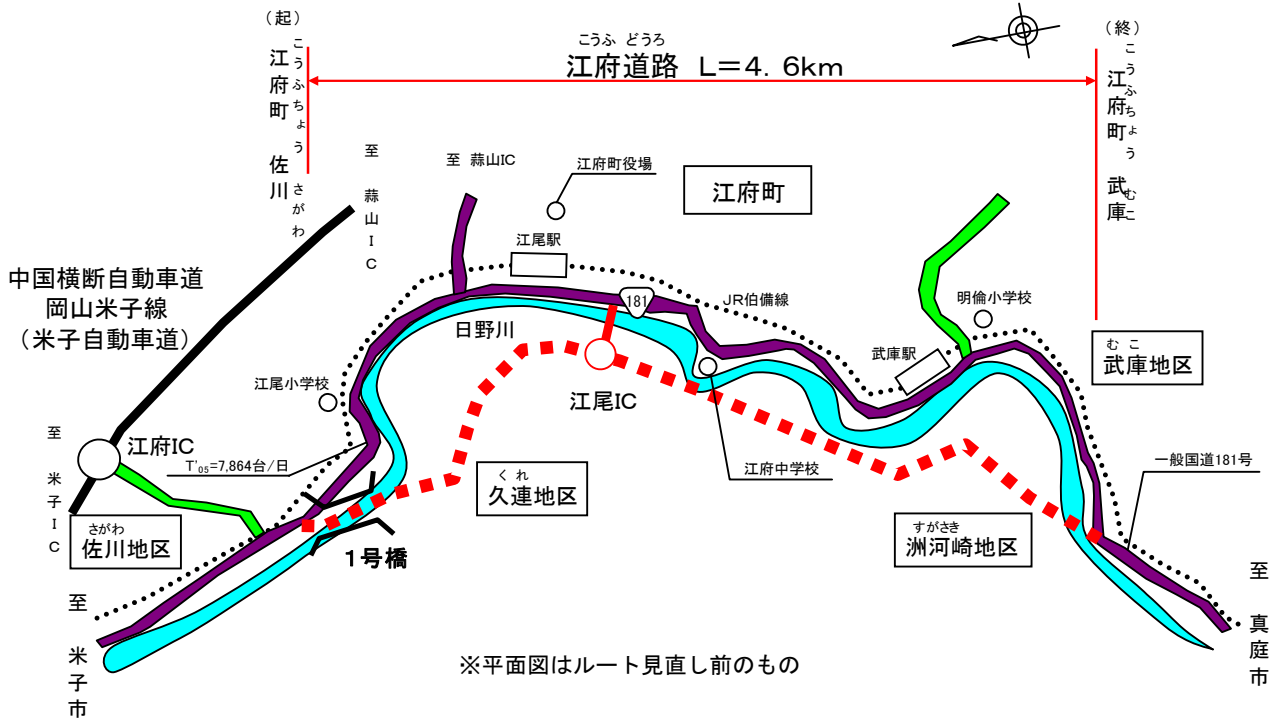 (起)
こうふちょう さがわ
江府町 佐川
こうふ どうろ
江府道路 L=4.6km
(終)
こうふちょう むこ
江府町 武庫
至 蒜山IC
至 蒜山IC
江府町役場
江府町
中国横断自動車道
岡山米子線
(米子自動車道)
江尾駅
181
JR伯備線
明倫小学校
日野川
武庫駅
むこ
武庫地区
江尾小学校
江尾IC
至 米子IC
江府IC
T'05=7,864台/日
江府中学校
一般国道181号
くれ
久連地区
さがわ
佐川地区
すがさき
洲河崎地区
1号橋
至 米子市
至 真庭市
※平面図はルート見直し前のもの